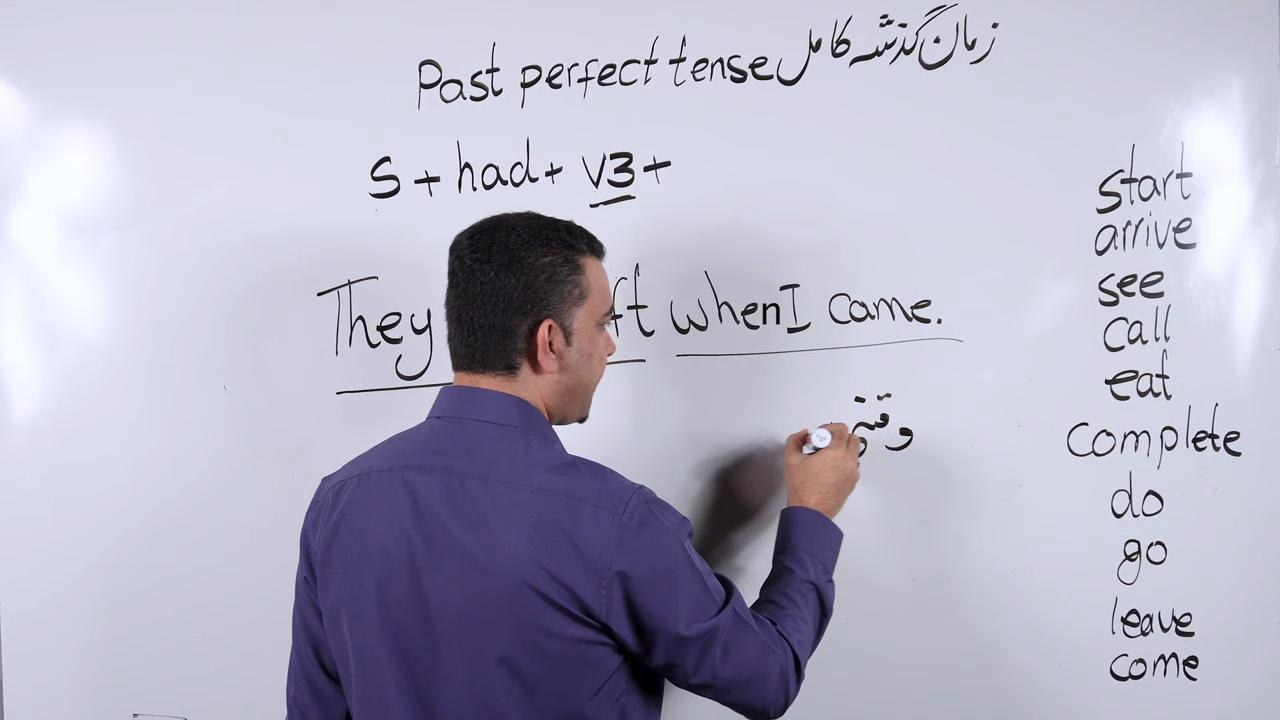 Past perfect tense زمان گذشته کامل
S + had + v3 +
They when I came.
start
arrive
see
call
eat
complete
do
go
leave
come